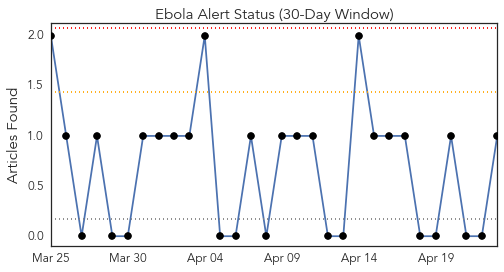 Ebola Alert Status (30-Day Window)
Articles Found
2.0
1.5
1.0
0.5
0.0
Mar 25 Mar 30 Apr 04 Apr 09 Apr 14 Apr 19